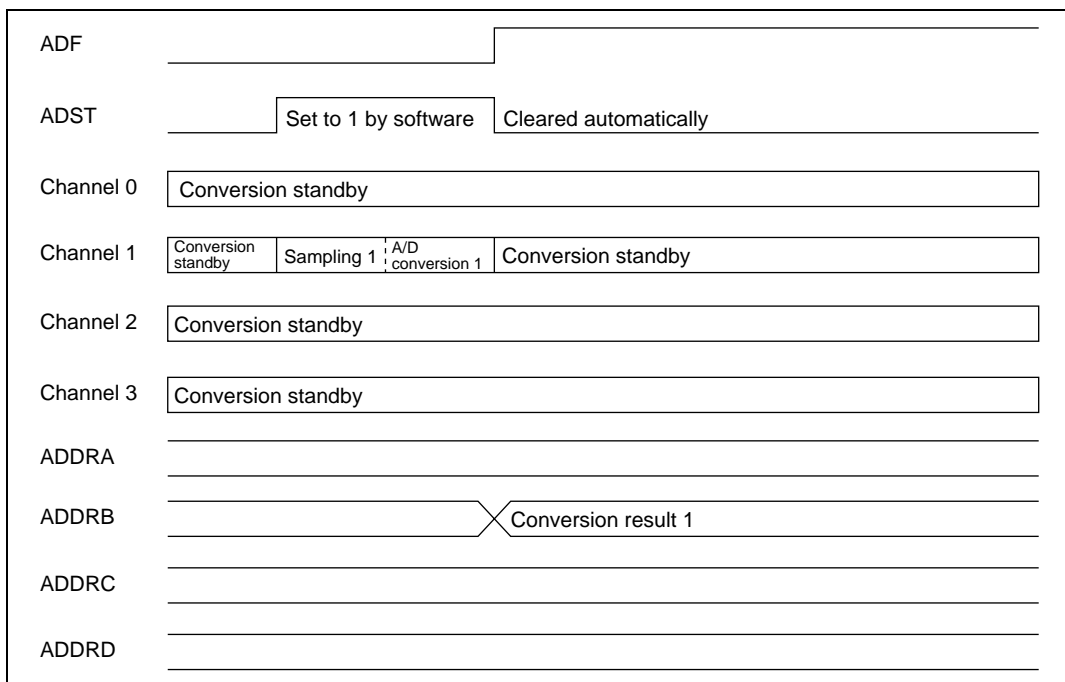 ADF
ADST Set to 1 by software Cleared automatically
Channel 0 Conversion standby
Channel 1 Conversion standby Sampling 1 A/D conversion 1 Conversion standby
Channel 2 Conversion standby
Channel 3 Conversion standby
ADDRA
ADDRB Conversion result 1
ADDRC
ADDRD